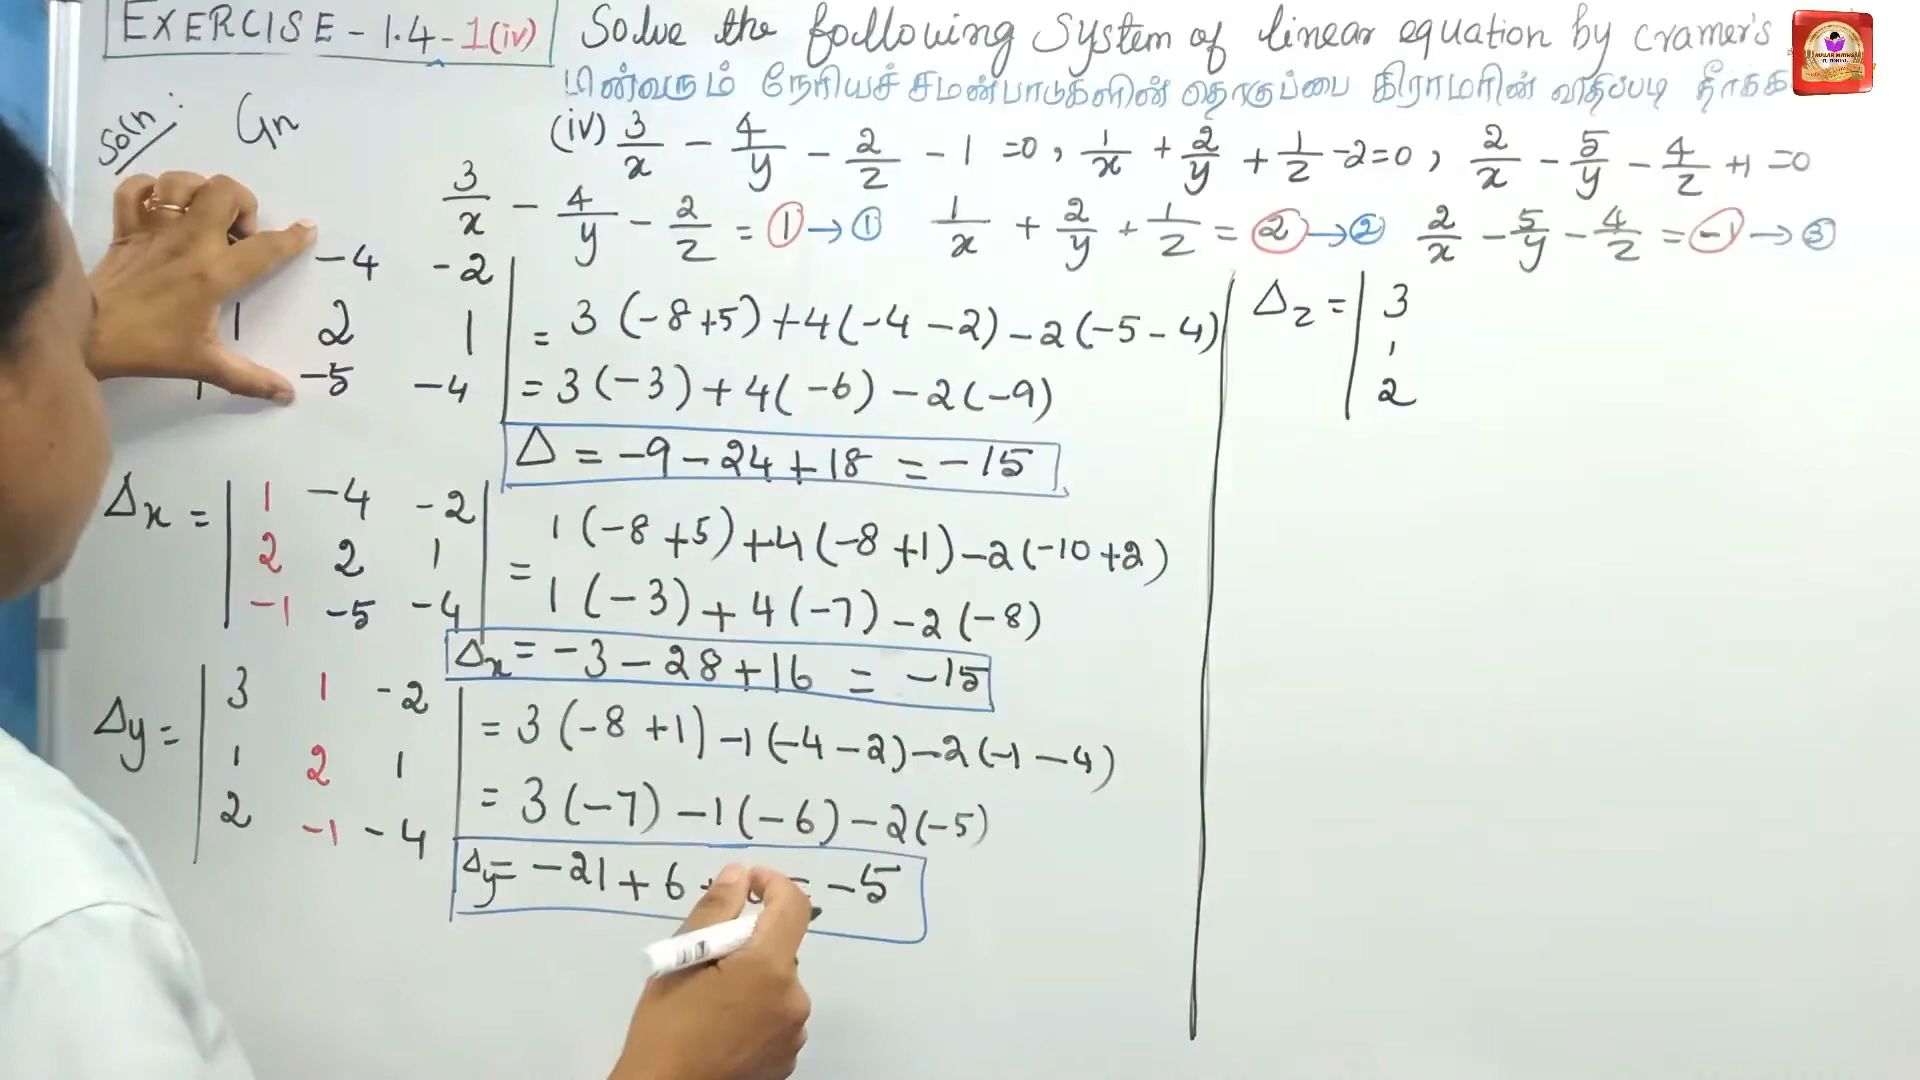 EXERCISE - 1.4 - 1(iv) Solve the following System of linear equation by cramer's
பின்வரும் நேரியச் சமன்பாடுகளின் தொகுப்பை கிராமரின் விதிப்படி தீர்க்க
Soln: Gn
(iv) 3/x - 4/y - 2/z - 1 = 0, 1/x + 2/y + 1/z - 2 = 0, 2/x - 5/y - 4/z + 1 = 0
3/x - 4/y - 2/z = 1 → ① 1/x + 2/y + 1/z = 2 → ② 2/x - 5/y - 4/z = -1 → ③
-4 -2 |
1 2 1 | = 3(-8+5) + 4(-4-2) - 2(-5-4)
-5 -4 | = 3(-3) + 4(-6) - 2(-9)
Δ = -9 - 24 + 18 = -15
Δx = | 1 -4 -2 |
| 2 2 1 | = 1(-8+5) + 4(-8+1) - 2(-10+2)
| -1 -5 -4 | 1(-3) + 4(-7) - 2(-8)
Δx = -3 - 28 + 16 = -15
Δy = | 3 1 -2 |
| 1 2 1 | = 3(-8+1) - 1(-4-2) - 2(-1-4)
| 2 -1 -4 | = 3(-7) - 1(-6) - 2(-5)
Δy = -21 + 6 + = -5
Δz = | 3
| 1
| 2